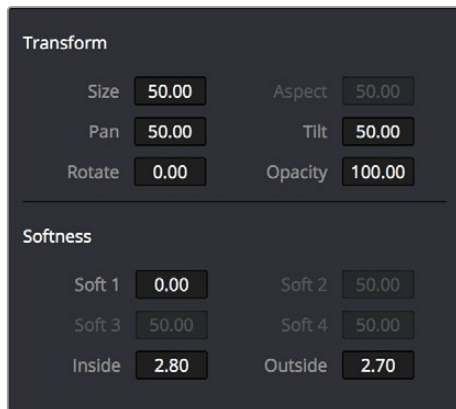 Transform
Size 50.00 Aspect 50.00
Pan 50.00 Tilt 50.00
Rotate 0.00 Opacity 100.00
Softness
Soft 1 0.00 Soft 2 50.00
Soft 3 50.00 Soft 4 50.00
Inside 2.80 Outside 2.70